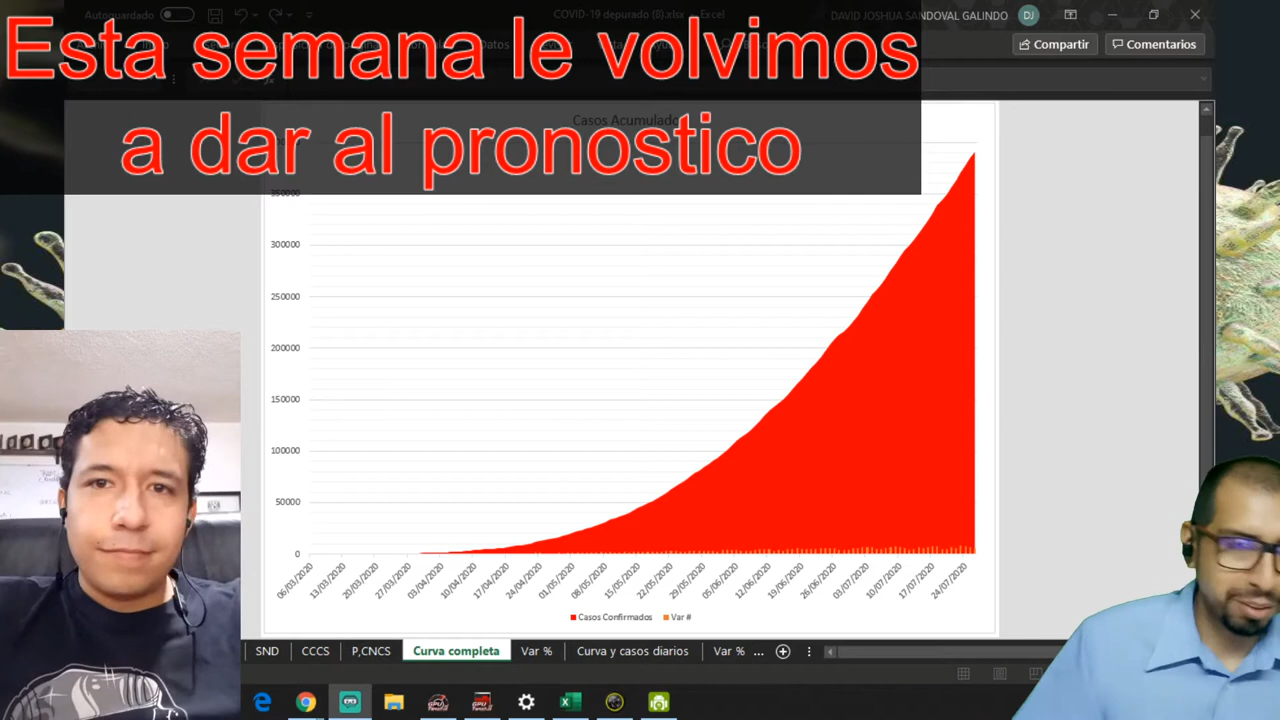 Autoguardado
COVID-19 depurado (8).xlsx - Excel
DAVID JOSHUA SANDOVAL GALINDO
DJ
Esta semana le volvimos
a dar al pronostico
Compartir
Comentarios
Casos Acumulados
350000
300000
250000
200000
150000
100000
50000
0
06/03/2020
13/03/2020
20/03/2020
27/03/2020
03/04/2020
10/04/2020
17/04/2020
24/04/2020
01/05/2020
08/05/2020
15/05/2020
22/05/2020
29/05/2020
05/06/2020
12/06/2020
19/06/2020
26/06/2020
03/07/2020
10/07/2020
17/07/2020
24/07/2020
Casos Confirmados
Var #
SND
CCCS
P,CNCS
Curva completa
Var %
Curva y casos diarios
Var % ...